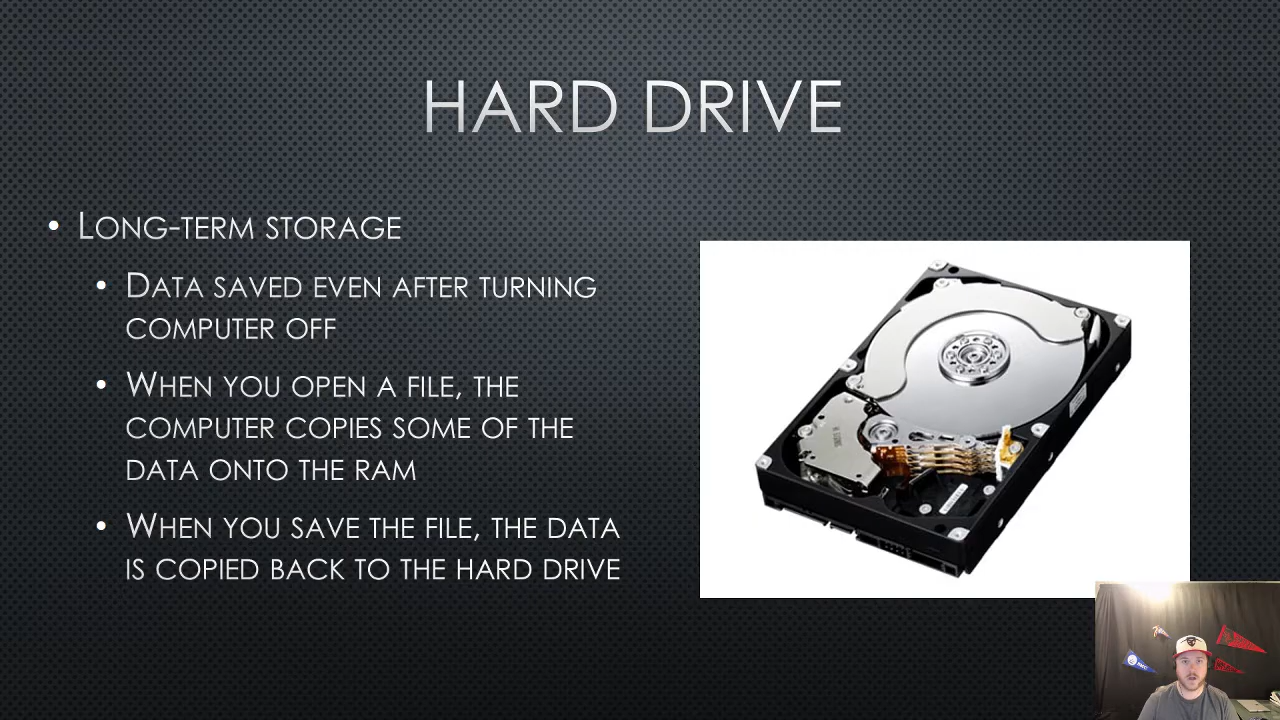 HARD DRIVE
• LONG-TERM STORAGE
• DATA SAVED EVEN AFTER TURNING
COMPUTER OFF
• WHEN YOU OPEN A FILE, THE
COMPUTER COPIES SOME OF THE
DATA ONTO THE RAM
• WHEN YOU SAVE THE FILE, THE DATA
IS COPIED BACK TO THE HARD DRIVE